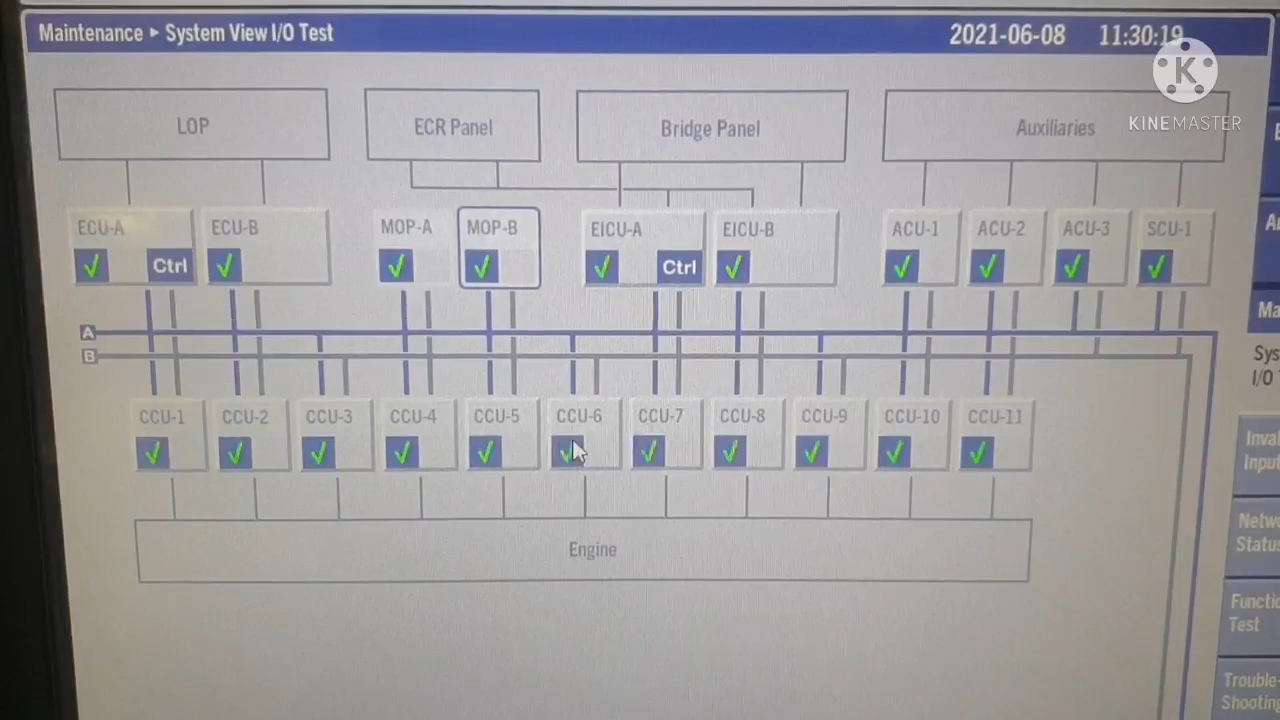 Maintenance ▸ System View I/O Test 2021-06-08 11:30:19
K
KINEMASTER
LOP ECR Panel Bridge Panel Auxiliaries
ECU-A ECU-B MOP-A MOP-B EICU-A EICU-B ACU-1 ACU-2 ACU-3 SCU-1
Ctrl Ctrl
A
B
CCU-1 CCU-2 CCU-3 CCU-4 CCU-5 CCU-6 CCU-7 CCU-8 CCU-9 CCU-10 CCU-11
Engine
Ma
Sys
I/O
Inval
Input
Netw
Status
Functio
Test
Trouble-
Shooting